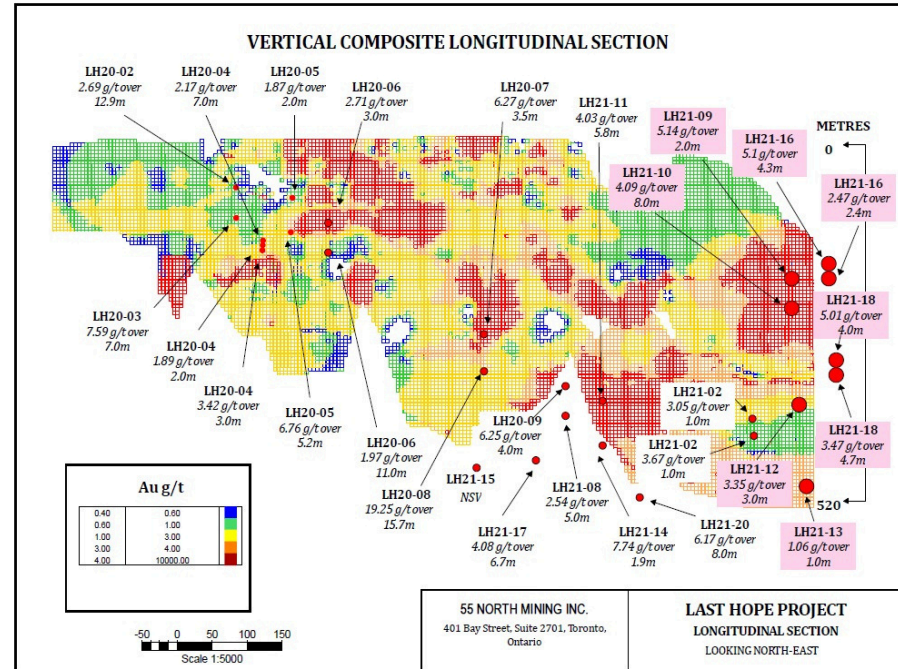 VERTICAL COMPOSITE LONGITUDINAL SECTION
LH20-02
2.69 g/t over
12.9m
LH20-04
2.17 g/t over
7.0m
LH20-05
1.87 g/t over
2.0m
LH20-06
2.71 g/t over
3.0m
LH20-07
6.27 g/t over
3.5m
LH21-11
4.03 g/t over
5.8m
LH21-09
5.14 g/t over
2.0m
LH21-16
5.1 g/t over
4.3m
METRES
0
LH21-10
4.09 g/t over
8.0m
LH21-16
2.47 g/t over
2.4m
LH21-18
5.01 g/t over
4.0m
LH20-03
7.59 g/t over
7.0m
LH20-04
1.89 g/t over
2.0m
LH20-04
3.42 g/t over
3.0m
LH20-05
6.76 g/t over
5.2m
LH20-06
1.97 g/t over
11.0m
LH20-08
19.25 g/t over
15.7m
LH21-15
NSV
LH20-09
6.25 g/t over
4.0m
LH21-17
4.08 g/t over
6.7m
LH21-08
2.54 g/t over
5.0m
LH21-14
7.74 g/t over
1.9m
LH21-20
6.17 g/t over
8.0m
LH21-02
3.05 g/t over
1.0m
LH21-02
3.67 g/t over
1.0m
LH21-12
3.35 g/t over
3.0m
LH21-18
3.47 g/t over
4.7m
520
LH21-13
1.06 g/t over
1.0m
Au g/t
0.40 0.60
0.60 1.00
1.00 3.00
3.00 4.00
4.00 10000.00
-50 0 50 100 150
Scale 1:5000
55 NORTH MINING INC.
401 Bay Street, Suite 2701, Toronto,
Ontario
LAST HOPE PROJECT
LONGITUDINAL SECTION
LOOKING NORTH-EAST